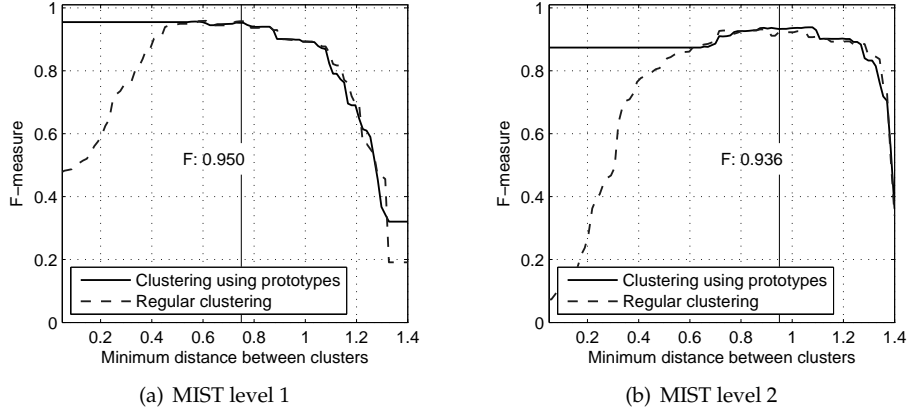 1
0.8
0.6
0.4
0.2
0
F−measure
F: 0.950
Clustering using prototypes
Regular clustering
0.2 0.4 0.6 0.8 1 1.2 1.4
Minimum distance between clusters
(a) MIST level 1
1
0.8
0.6
0.4
0.2
0
F−measure
F: 0.936
Clustering using prototypes
Regular clustering
0.2 0.4 0.6 0.8 1 1.2 1.4
Minimum distance between clusters
(b) MIST level 2